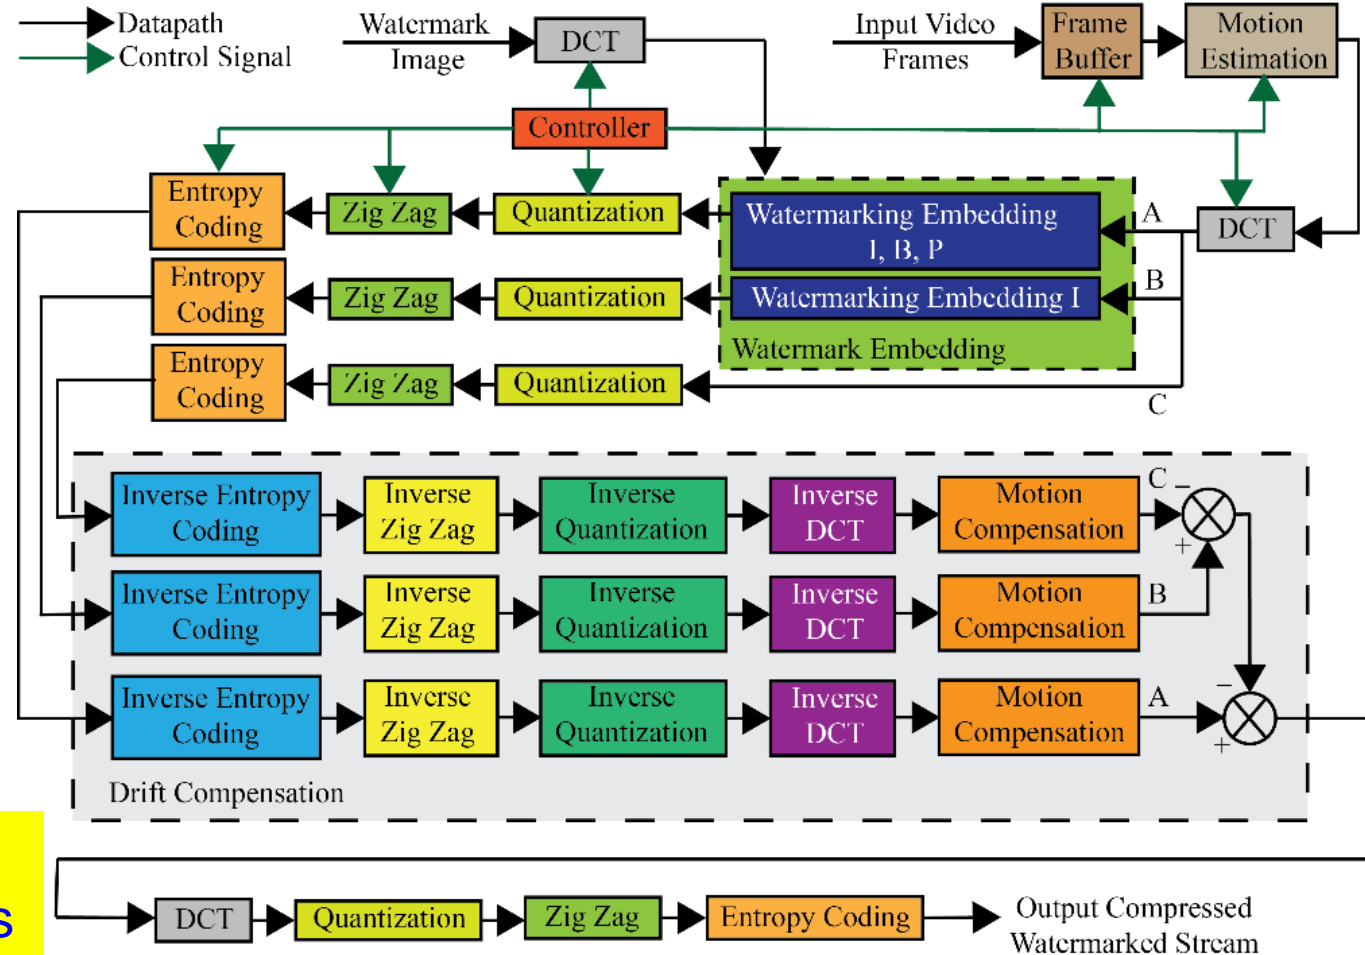 Datapath
Control Signal
Watermark
Image
DCT
Input Video
Frames
Frame
Buffer
Motion
Estimation
Controller
Entropy
Coding
Zig Zag
Quantization
Watermarking Embedding
I, B, P
A
DCT
Entropy
Coding
Zig Zag
Quantization
Watermarking Embedding I
B
Watermark Embedding
Entropy
Coding
Zig Zag
Quantization
C
Inverse Entropy
Coding
Inverse
Zig Zag
Inverse
Quantization
Inverse
DCT
Motion
Compensation
C
−
+
Inverse Entropy
Coding
Inverse
Zig Zag
Inverse
Quantization
Inverse
DCT
Motion
Compensation
B
Inverse Entropy
Coding
Inverse
Zig Zag
Inverse
Quantization
Inverse
DCT
Motion
Compensation
A
−
+
Drift Compensation
s
DCT
Quantization
Zig Zag
Entropy Coding
Output Compressed
Watermarked Stream